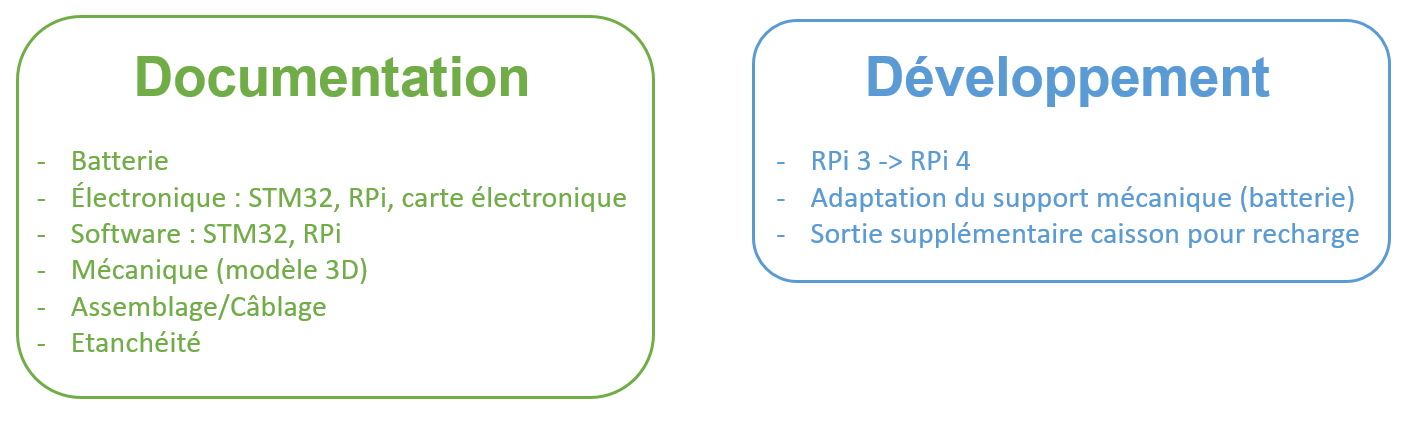 Documentation
- Batterie
- Électronique : STM32, RPi, carte électronique
- Software : STM32, RPi
- Mécanique (modèle 3D)
- Assemblage/Câblage
- Etanchéité
Développement
- RPi 3 -> RPi 4
- Adaptation du support mécanique (batterie)
- Sortie supplémentaire caisson pour recharge